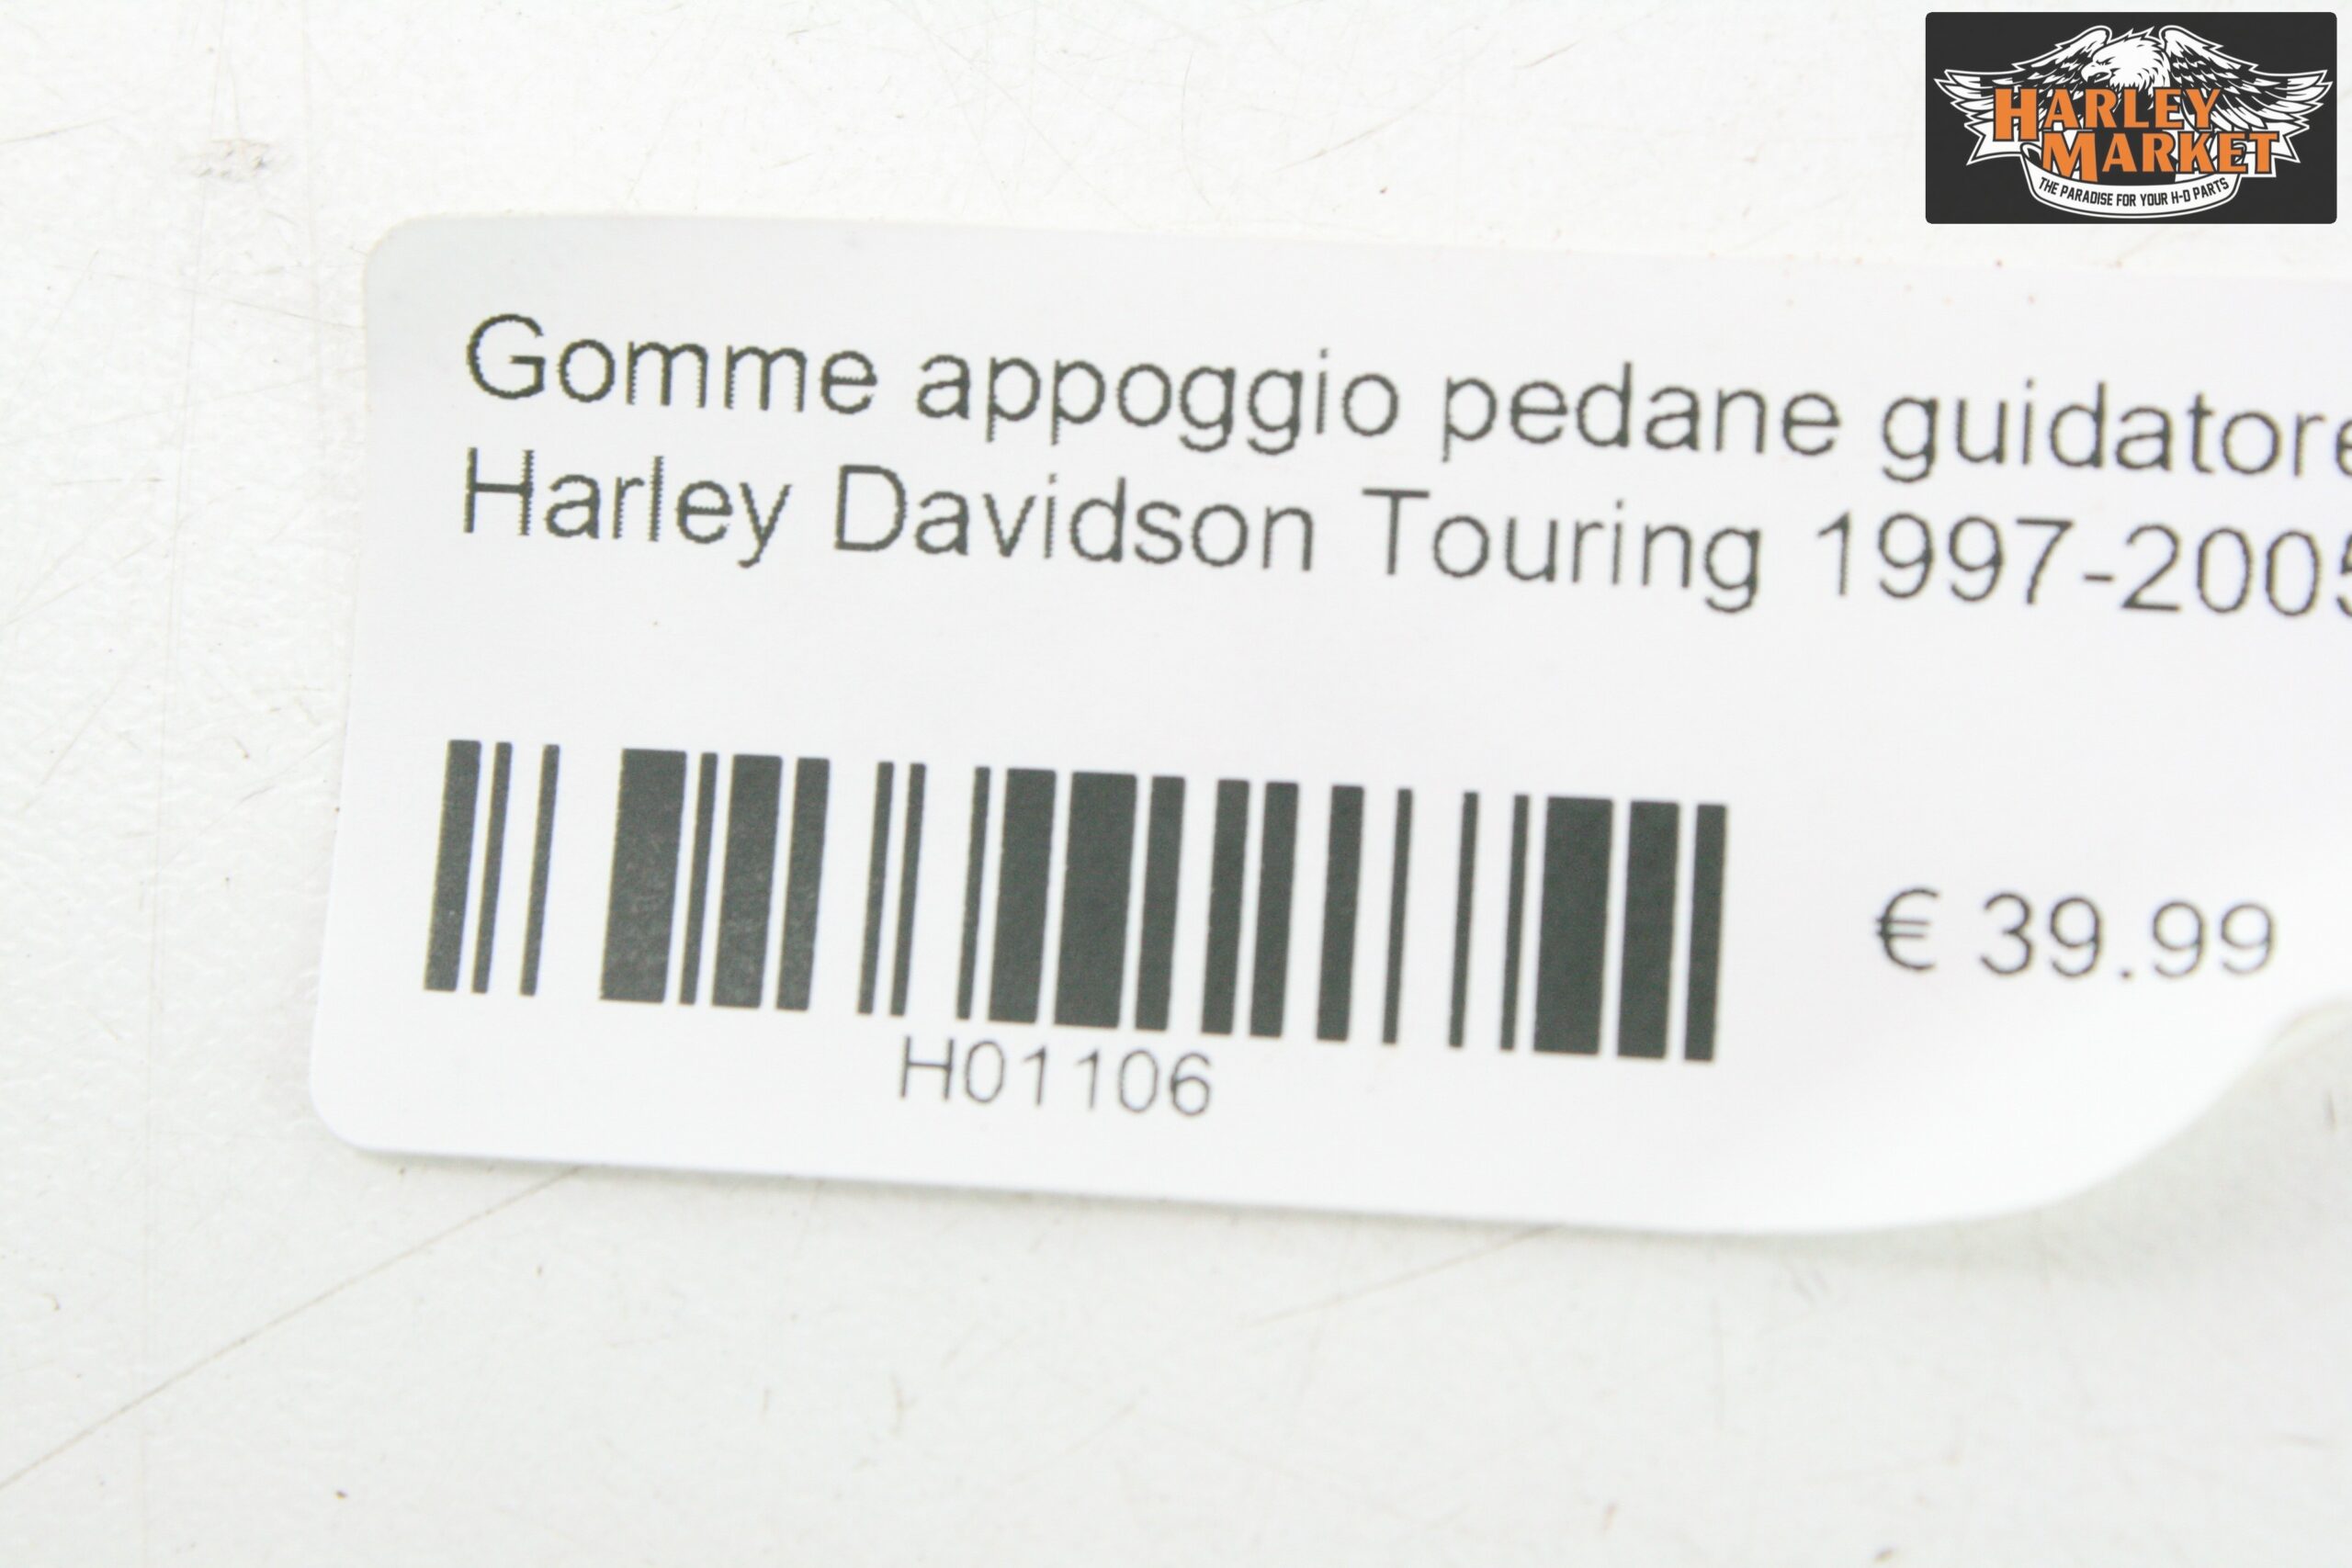 HARLEY
MARKET
THE PARADISE FOR YOUR H-D PARTS
Gomme appoggio pedane guidatore
Harley Davidson Touring 1997-2005
€ 39.99
H01106